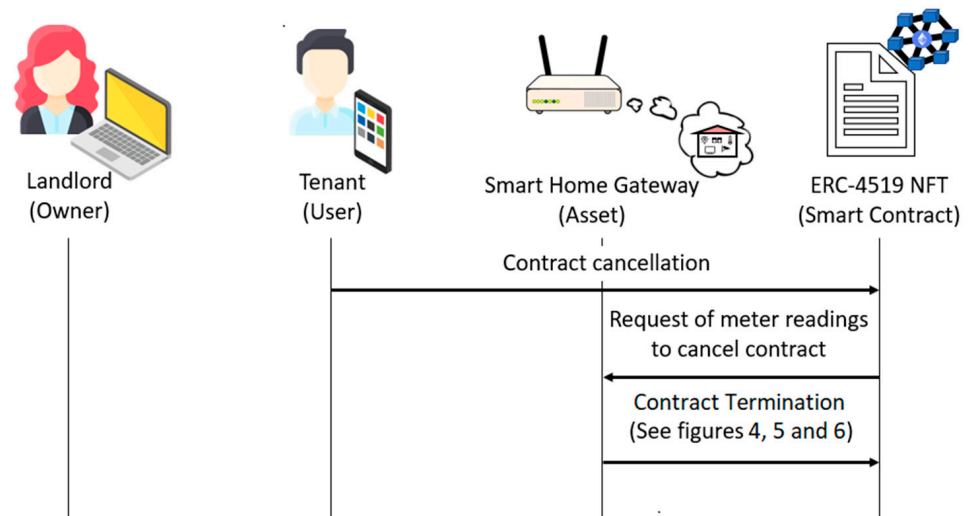 Landlord
(Owner)
Tenant
(User)
Smart Home Gateway
(Asset)
ERC-4519 NFT
(Smart Contract)
Contract cancellation
Request of meter readings
to cancel contract
Contract Termination
(See figures 4, 5 and 6)